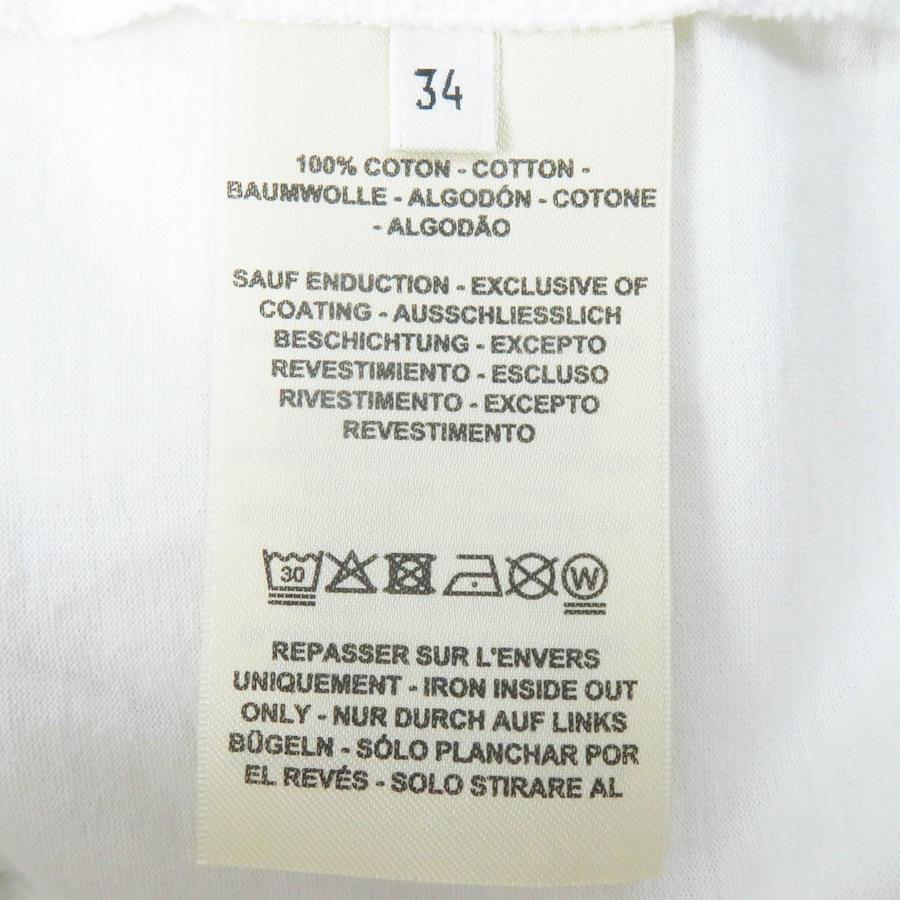 34
100% COTON - COTTON -
BAUMWOLLE - ALGODÓN - COTONE
- ALGODÃO
SAUF ENDUCTION - EXCLUSIVE OF
COATING - AUSSCHLIESSLICH
BESCHICHTUNG - EXCEPTO
REVESTIMIENTO - ESCLUSO
RIVESTIMENTO - EXCEPTO
REVESTIMENTO
30 W
REPASSER SUR L'ENVERS
UNIQUEMENT - IRON INSIDE OUT
ONLY - NUR DURCH AUF LINKS
BÜGELN - SÓLO PLANCHAR POR
EL REVÉS - SOLO STIRARE AL